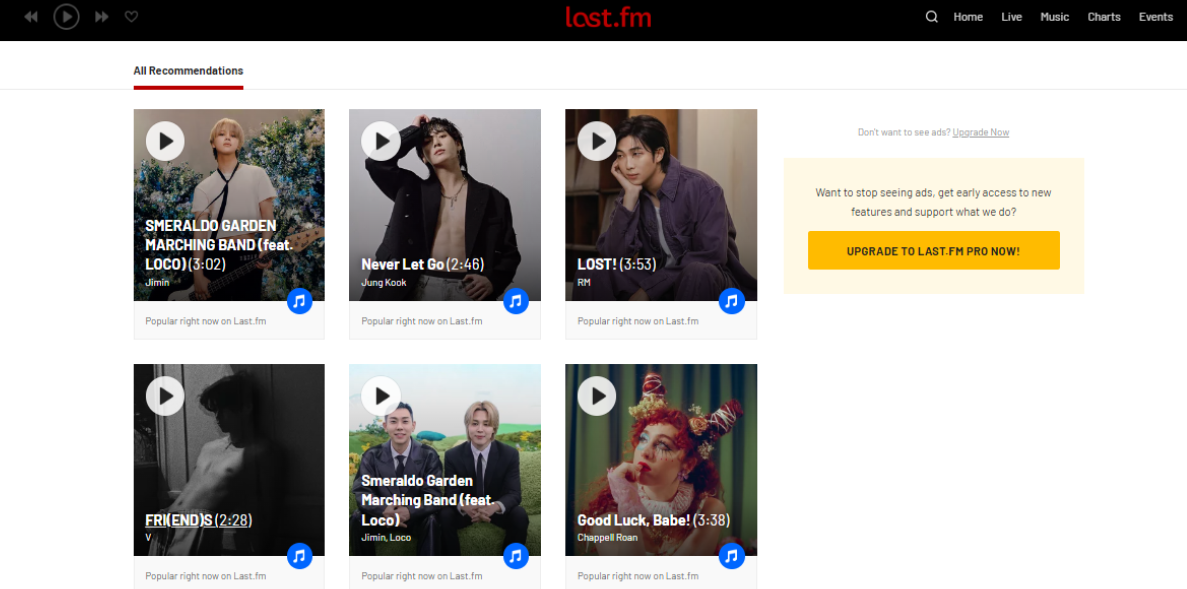 last.fm
Home Live Music Charts Events
All Recommendations
SMERALDO GARDEN
MARCHING BAND (feat.
LOCO) (3:02)
Jimin
Popular right now on Last.fm
Never Let Go (2:46)
Jung Kook
Popular right now on Last.fm
LOST! (3:53)
RM
Popular right now on Last.fm
Don't want to see ads? Upgrade Now
Want to stop seeing ads, get early access to new
features and support what we do?
UPGRADE TO LAST.FM PRO NOW!
FRI(END)S (2:28)
V
Popular right now on Last.fm
Smeraldo Garden
Marching Band (feat.
Loco)
Jimin, Loco
Popular right now on Last.fm
Good Luck, Babe! (3:38)
Chappell Roan
Popular right now on Last.fm